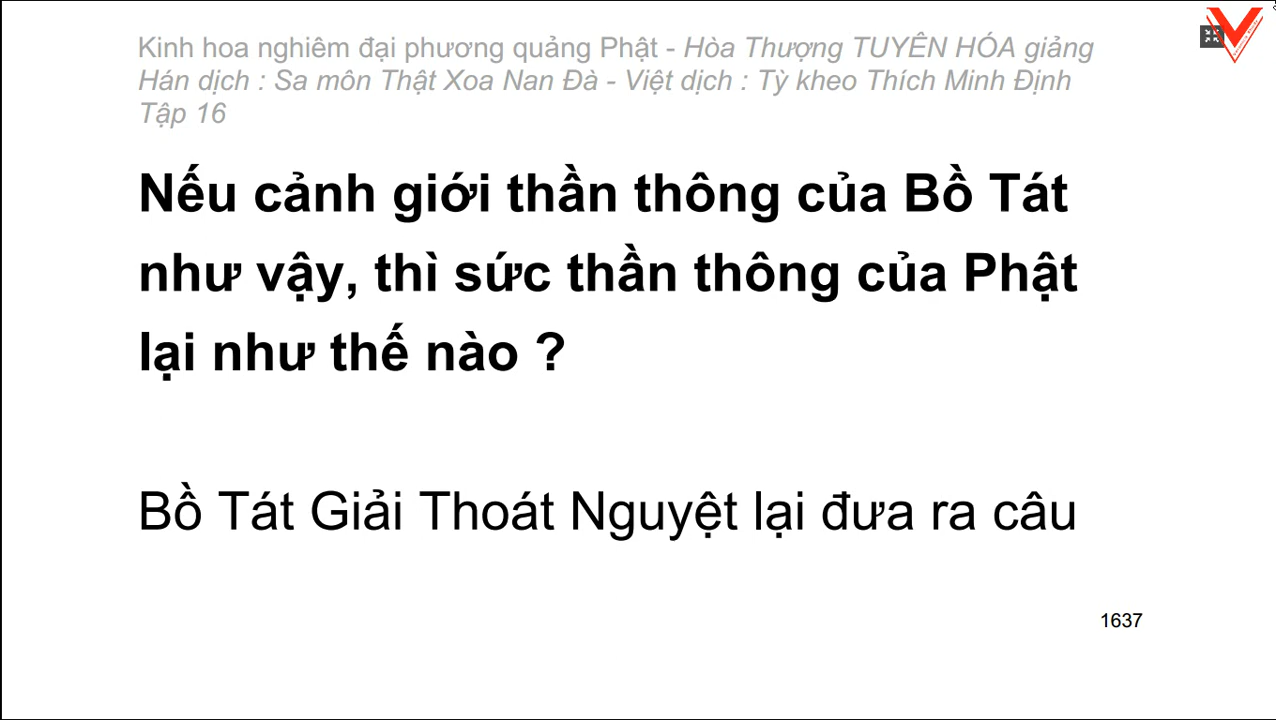 Kinh hoa nghiêm đại phương quảng Phật - Hòa Thượng TUYÊN HÓA giảng
Hán dịch : Sa môn Thật Xoa Nan Đà - Việt dịch : Tỳ kheo Thích Minh Định
Tập 16
Nếu cảnh giới thần thông của Bồ Tát
như vậy, thì sức thần thông của Phật
lại như thế nào ?
Bồ Tát Giải Thoát Nguyệt lại đưa ra câu
1637